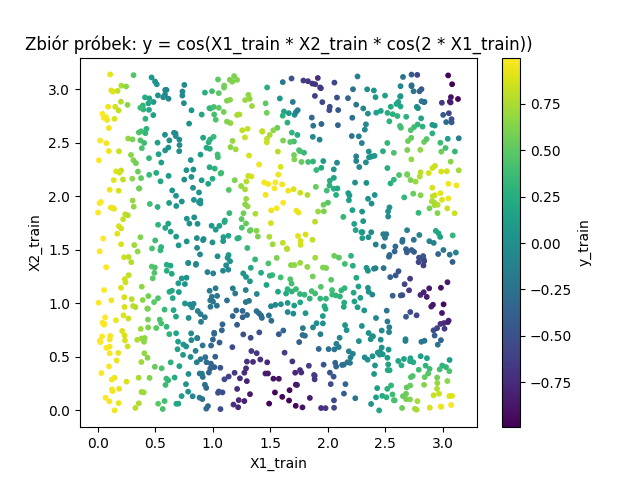 Zbiór próbek: y = cos(X1_train * X2_train * cos(2 * X1_train))
X2_train
3.0
2.5
2.0
1.5
1.0
0.5
0.0
0.0 0.5 1.0 1.5 2.0 2.5 3.0
X1_train
0.75
0.50
0.25
0.00
−0.25
−0.50
−0.75
y_train